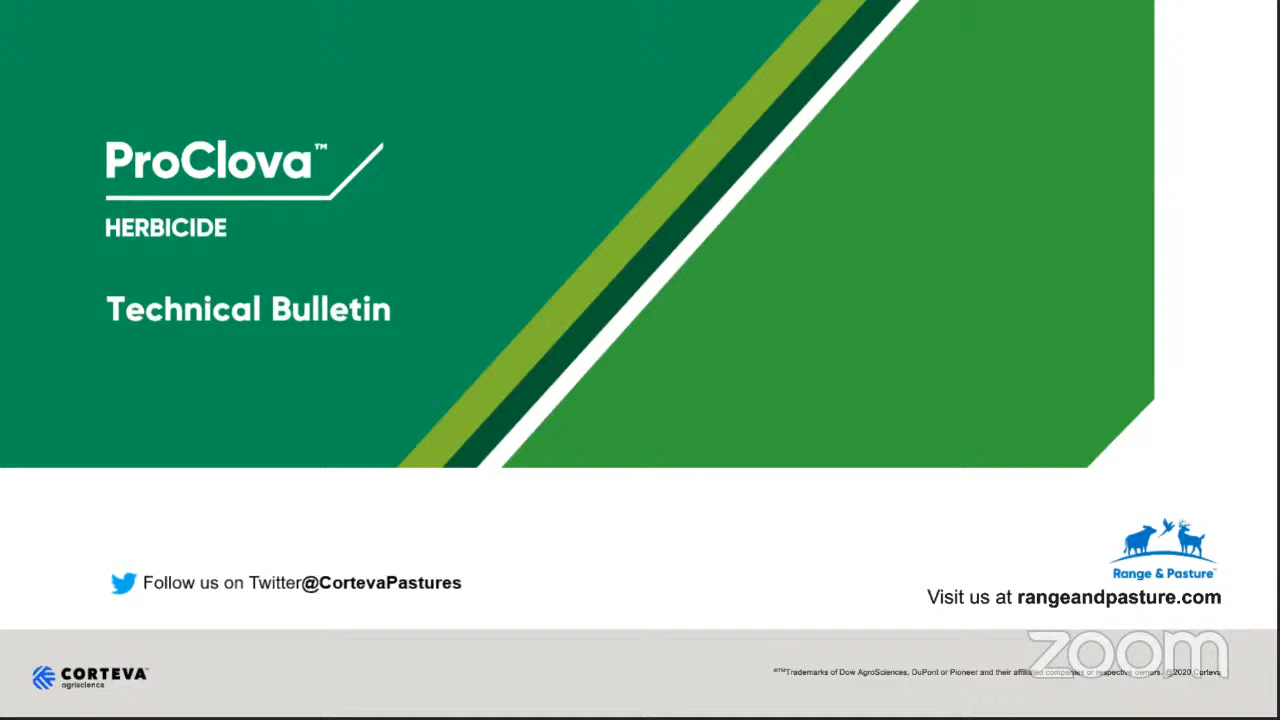 ProClova™
HERBICIDE
Technical Bulletin
Follow us on Twitter@CortevaPastures
Range & Pasture™
Visit us at rangeandpasture.com
zoom
CORTEVA™
agriscience
®™Trademarks of Dow AgroSciences, DuPont or Pioneer and their affiliated companies or respective owners. @2020 Corteva